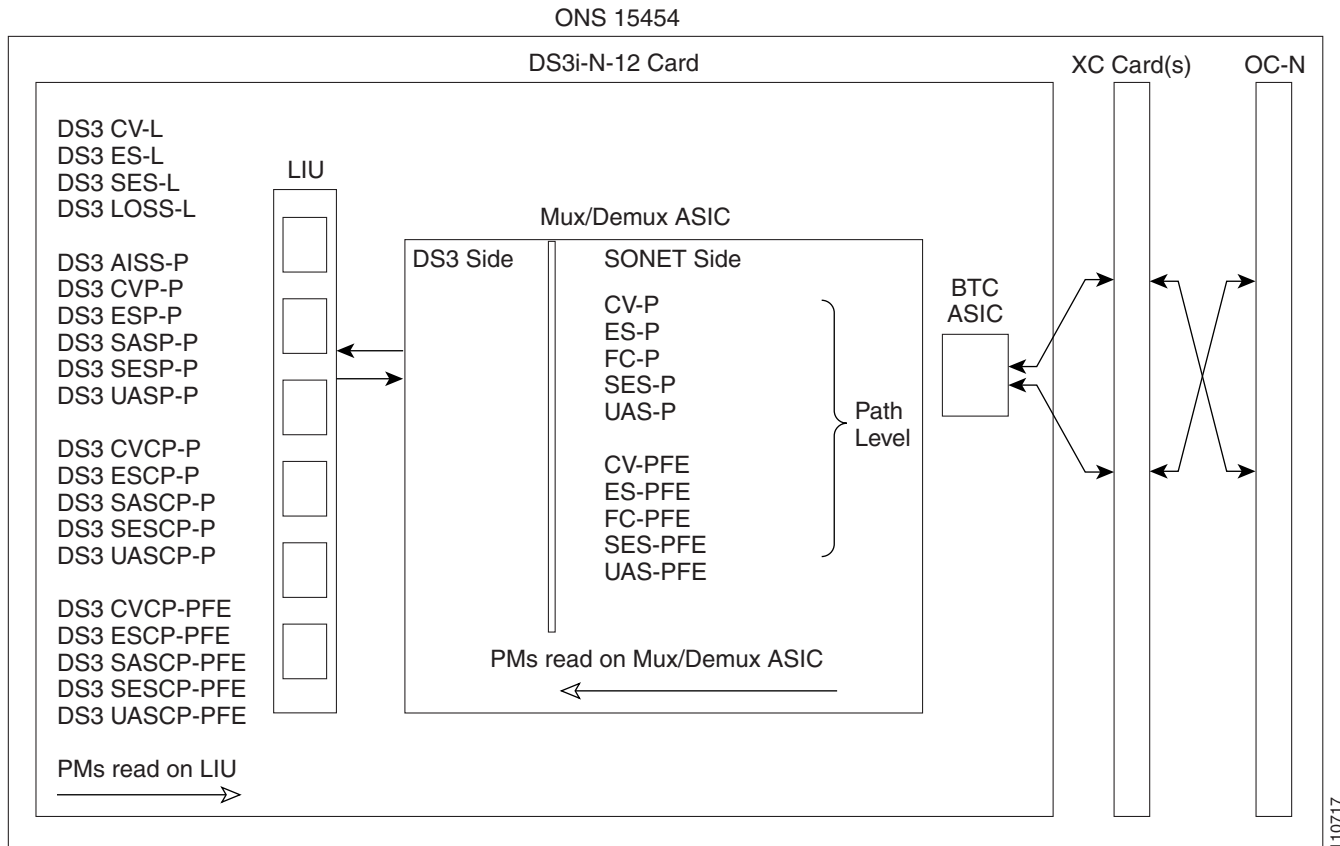 ONS 15454
DS3i-N-12 Card
XC Card(s)
OC-N
DS3 CV-L
DS3 ES-L
DS3 SES-L
DS3 LOSS-L
DS3 AISS-P
DS3 CVP-P
DS3 ESP-P
DS3 SASP-P
DS3 SESP-P
DS3 UASP-P
DS3 CVCP-P
DS3 ESCP-P
DS3 SASCP-P
DS3 SESCP-P
DS3 UASCP-P
DS3 CVCP-PFE
DS3 ESCP-PFE
DS3 SASCP-PFE
DS3 SESCP-PFE
DS3 UASCP-PFE
PMs read on LIU
LIU
Mux/Demux ASIC
DS3 Side
SONET Side
CV-P
ES-P
FC-P
SES-P
UAS-P
CV-PFE
ES-PFE
FC-PFE
SES-PFE
UAS-PFE
Path
Level
PMs read on Mux/Demux ASIC
BTC
ASIC
110717